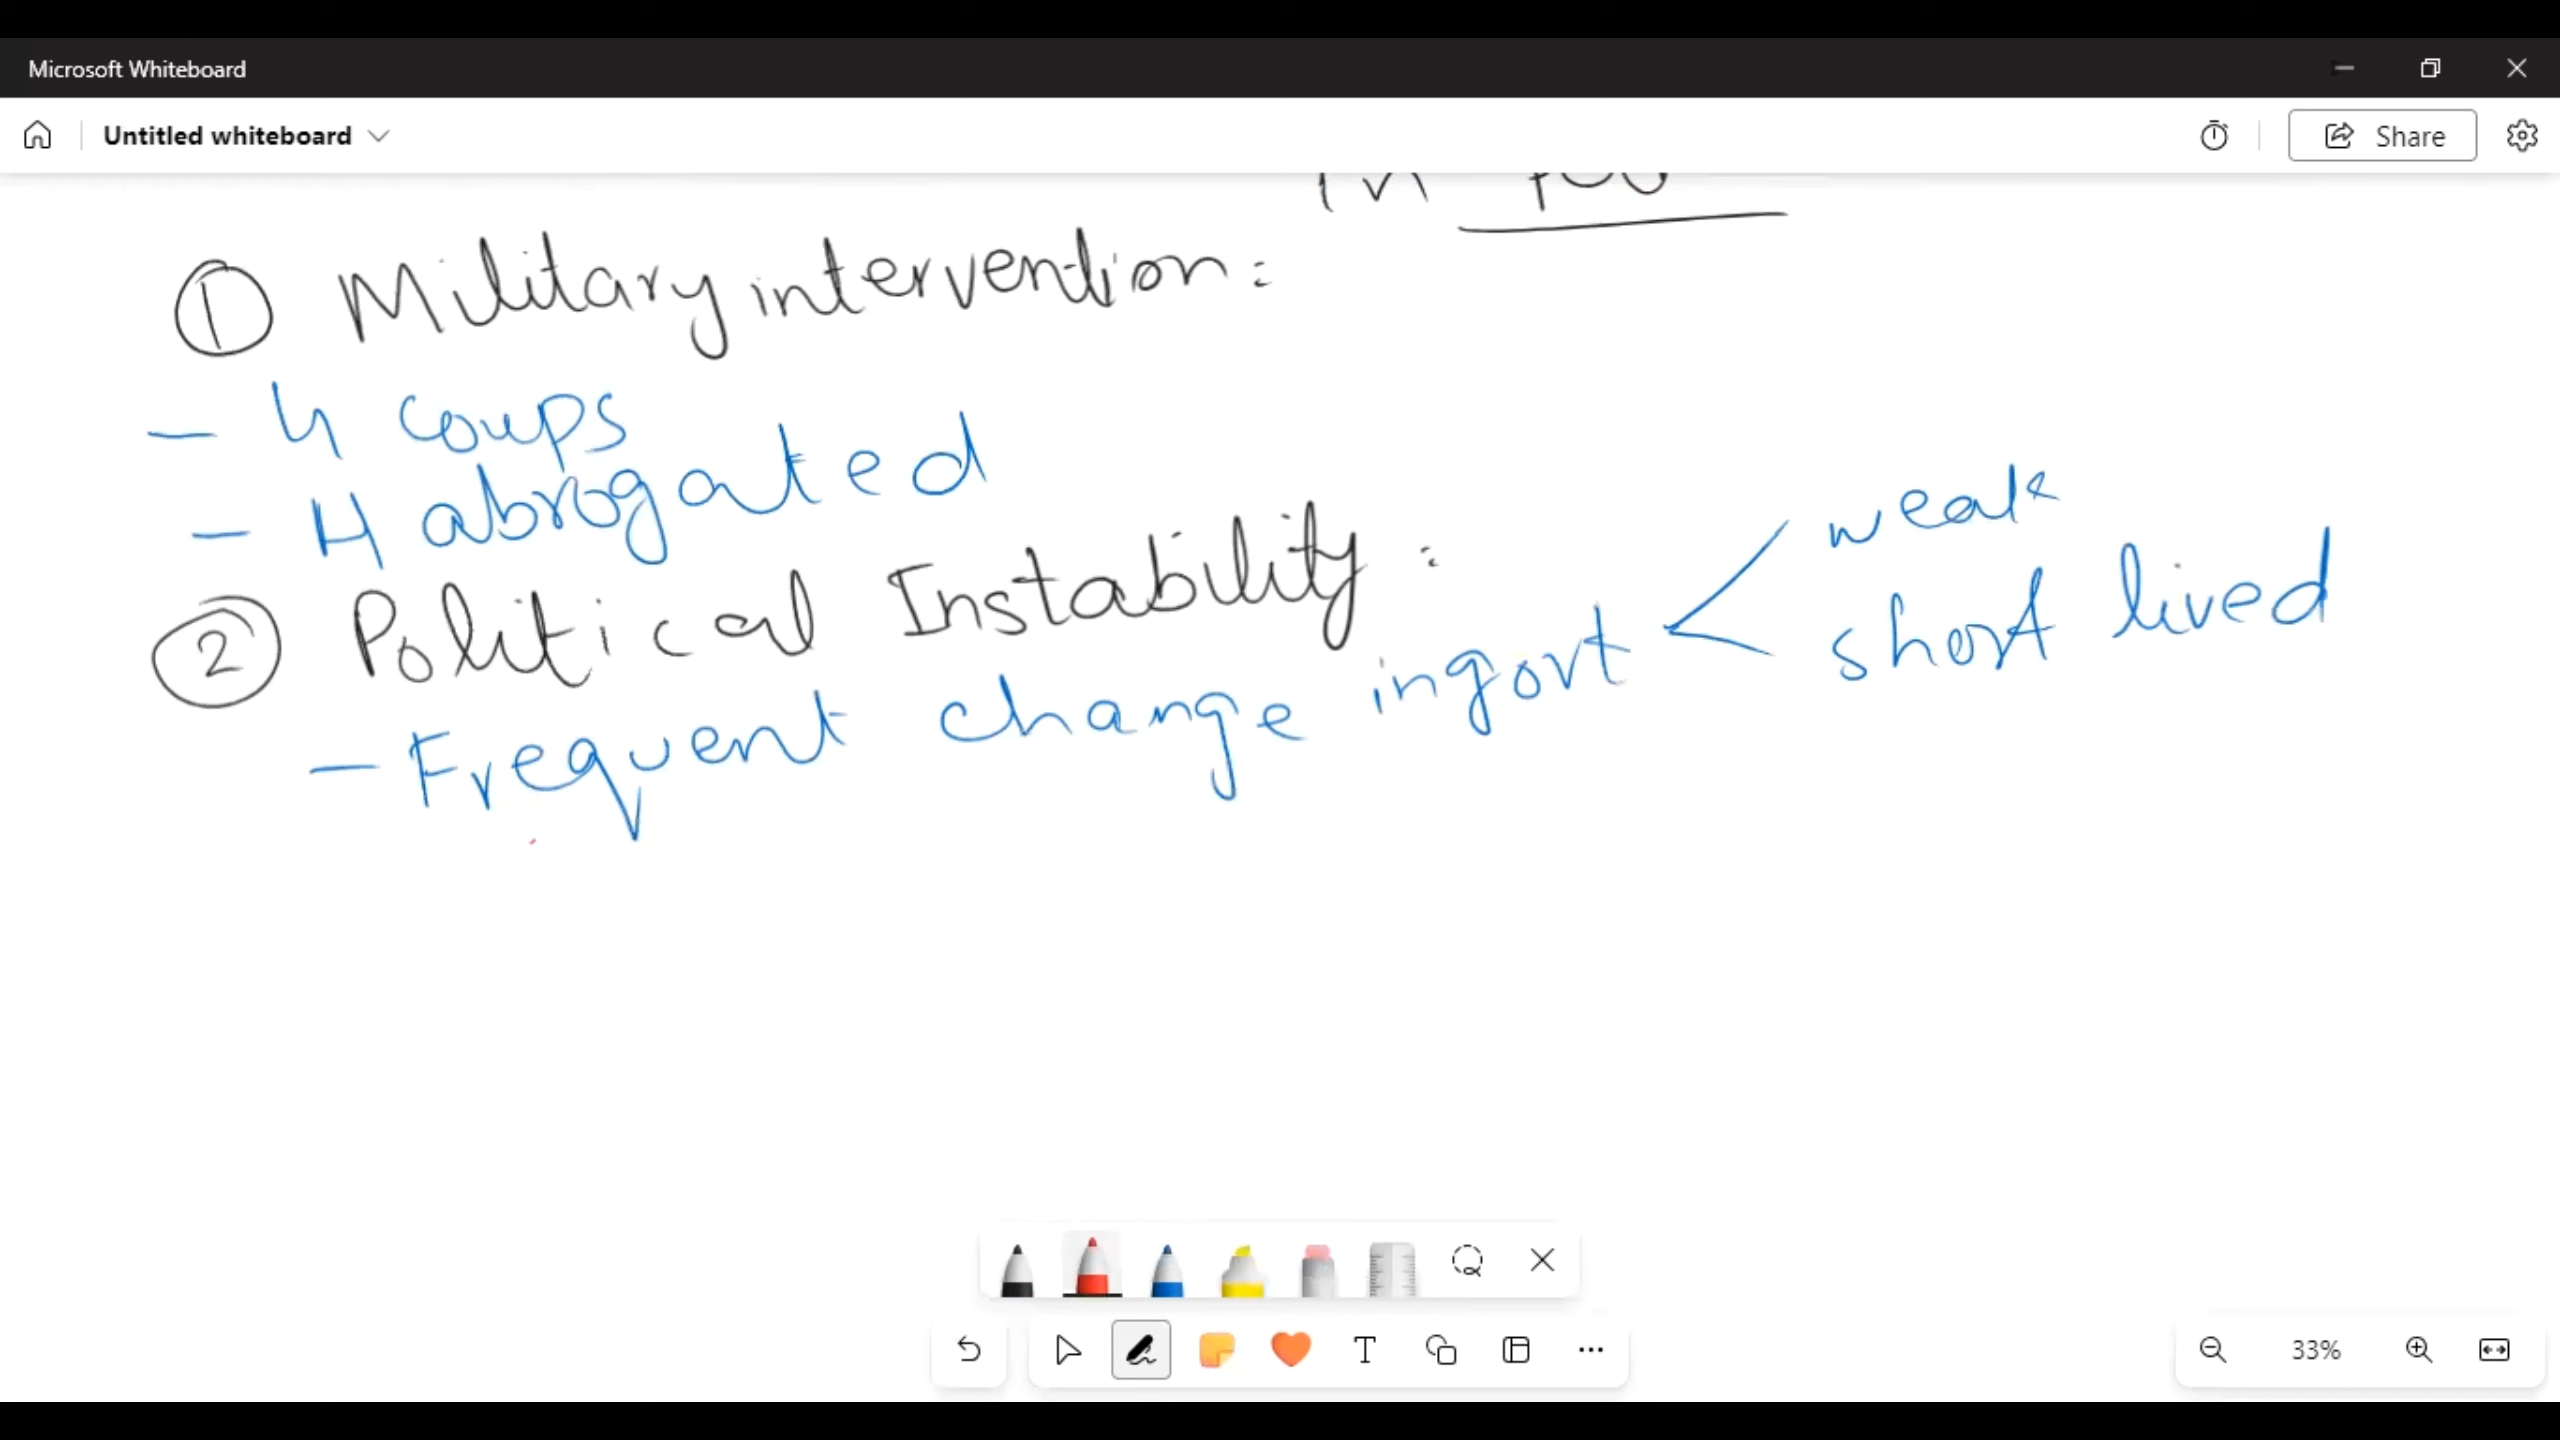 Microsoft Whiteboard
Untitled whiteboard
Share
in
① Military intervention:
- 4 coups
- 4 abrogated
② Political Instability:
- Frequent change in govt
weak
short lived
T
33%